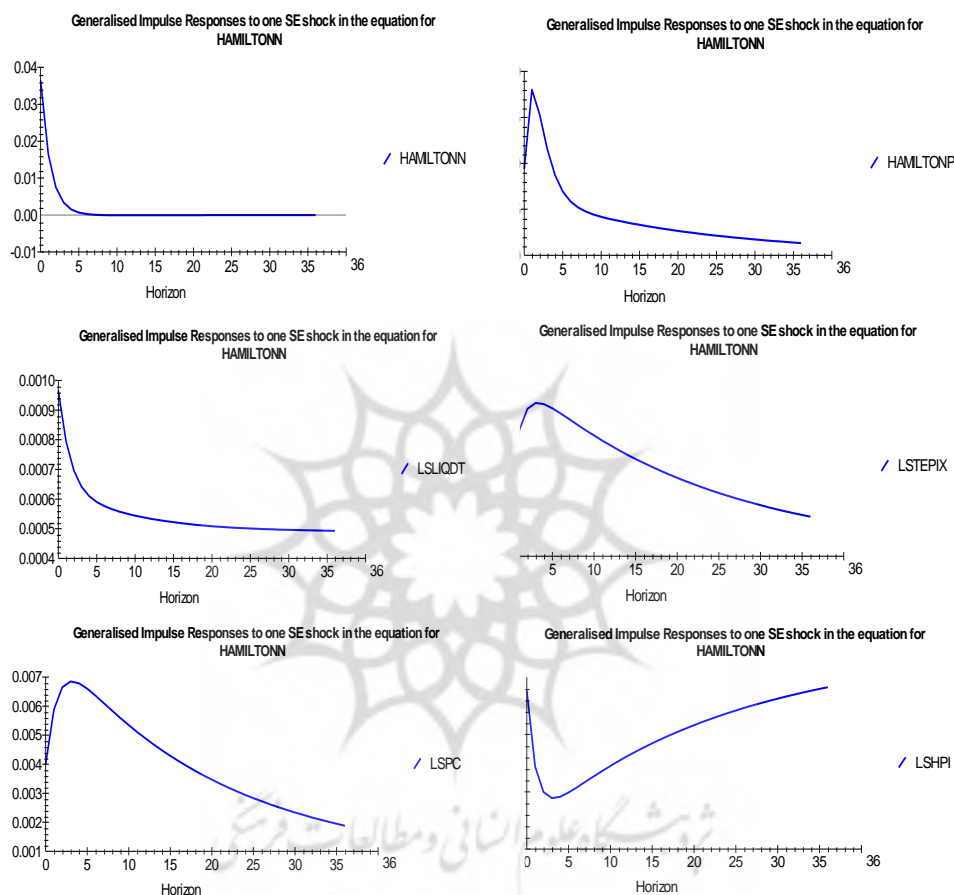 Generalised Impulse Responses to one SE shock in the equation for
HAMILTONN
0.04
0.03
0.02
0.01
0.00
-0.01
0 5 10 15 20 25 30 36
Horizon
HAMILTONN
Generalised Impulse Responses to one SE shock in the equation for
HAMILTONN
0 5 10 15 20 25 30 36
Horizon
HAMILTONP
Generalised Impulse Responses to one SE shock in the equation for
HAMILTONN
0.0010
0.0009
0.0008
0.0007
0.0006
0.0005
0.0004
0 5 10 15 20 25 30 36
Horizon
LSLIQDT
Generalised Impulse Responses to one SE shock in the equation for
HAMILTONN
5 10 15 20 25 30 36
Horizon
LSTEPIX
Generalised Impulse Responses to one SE shock in the equation for
HAMILTONN
0.007
0.006
0.005
0.004
0.003
0.002
0.001
0 5 10 15 20 25 30 36
Horizon
LSPC
Generalised Impulse Responses to one SE shock in the equation for
HAMILTONN
0 5 10 15 20 25 30 36
Horizon
LSHPI
پژوهشگاه علوم انسانی و مطالعات فرهنگی